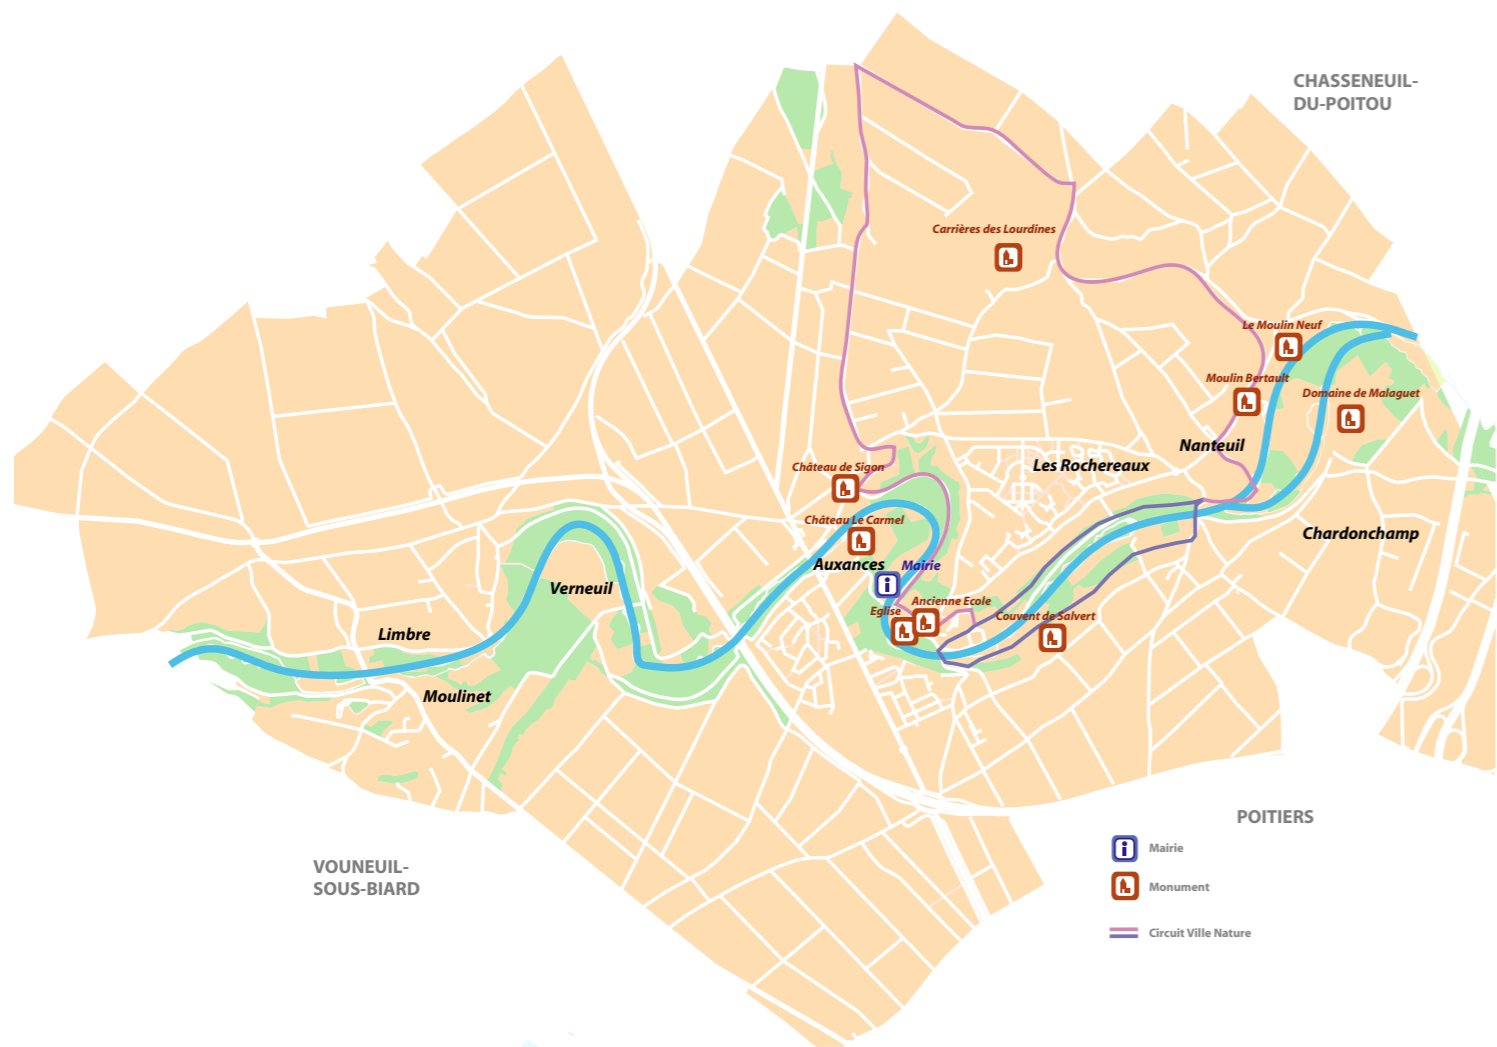 CHASSENEUIL-
DU-POITOU
Carrières des Lourdines
Le Moulin Neuf
Moulin Bertault
Domaine de Malaguet
Nanteuil
Les Rochereaux
Château de Sigon
Château Le Carmel
Chardonchamp
Auxances
Mairie
Verneuil
Ancienne Ecole
Eglise
Couvent de Salvert
Limbre
Moulinet
POITIERS
VOUNEUIL-
SOUS-BIARD
Mairie
Monument
Circuit Ville Nature